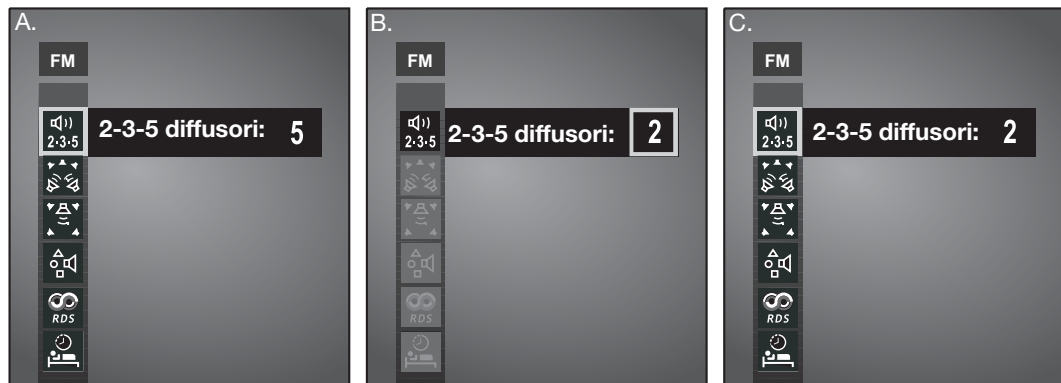 A.
FM
2·3·5
2-3-5 diffusori: 5
RDS
B.
FM
2·3·5
2-3-5 diffusori: 2
RDS
C.
FM
2·3·5
2-3-5 diffusori: 2
RDS